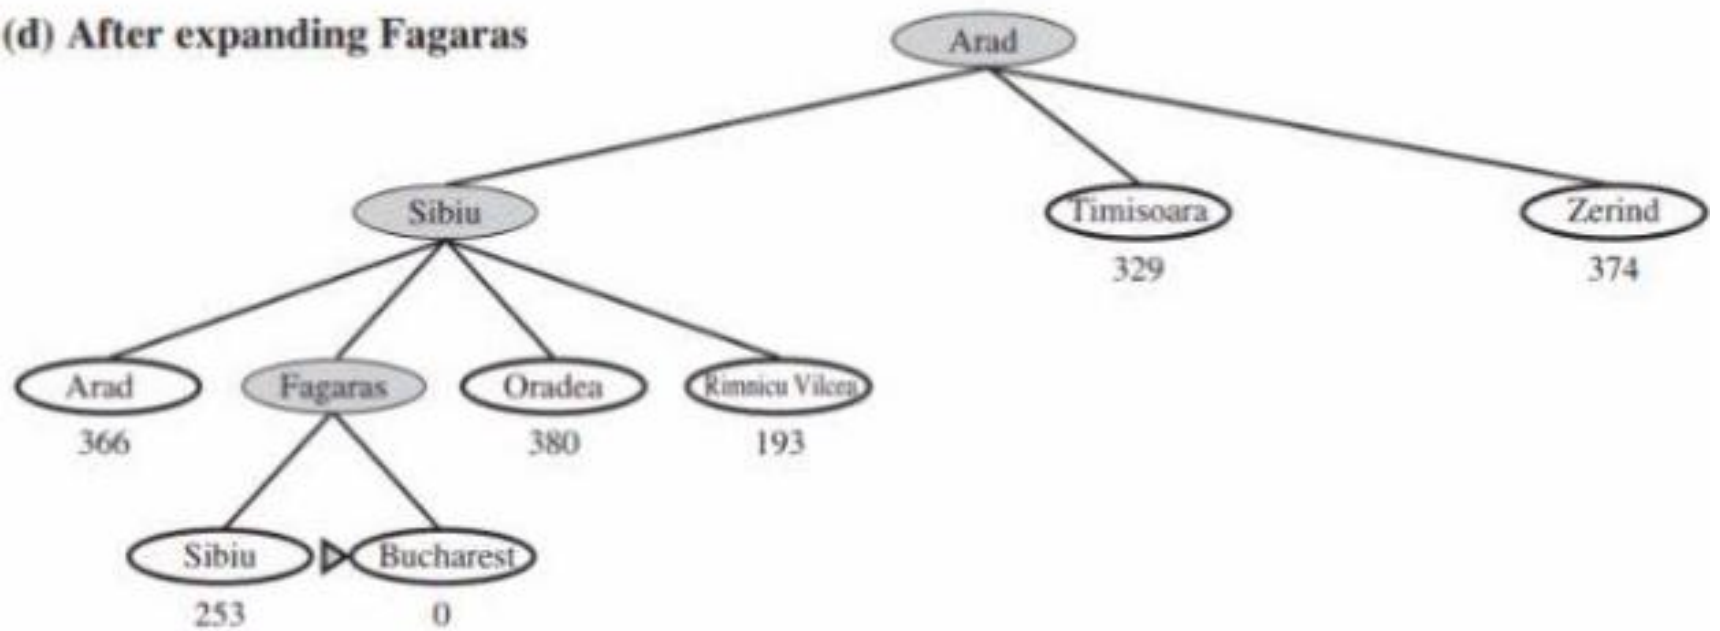 (d) After expanding Fagaras
Arad
Sibiu
Timisoara
Zerind
329
374
Arad
Fagaras
Oradea
Rimnicu Vilcea
366
380
193
Sibiu
Bucharest
253
0